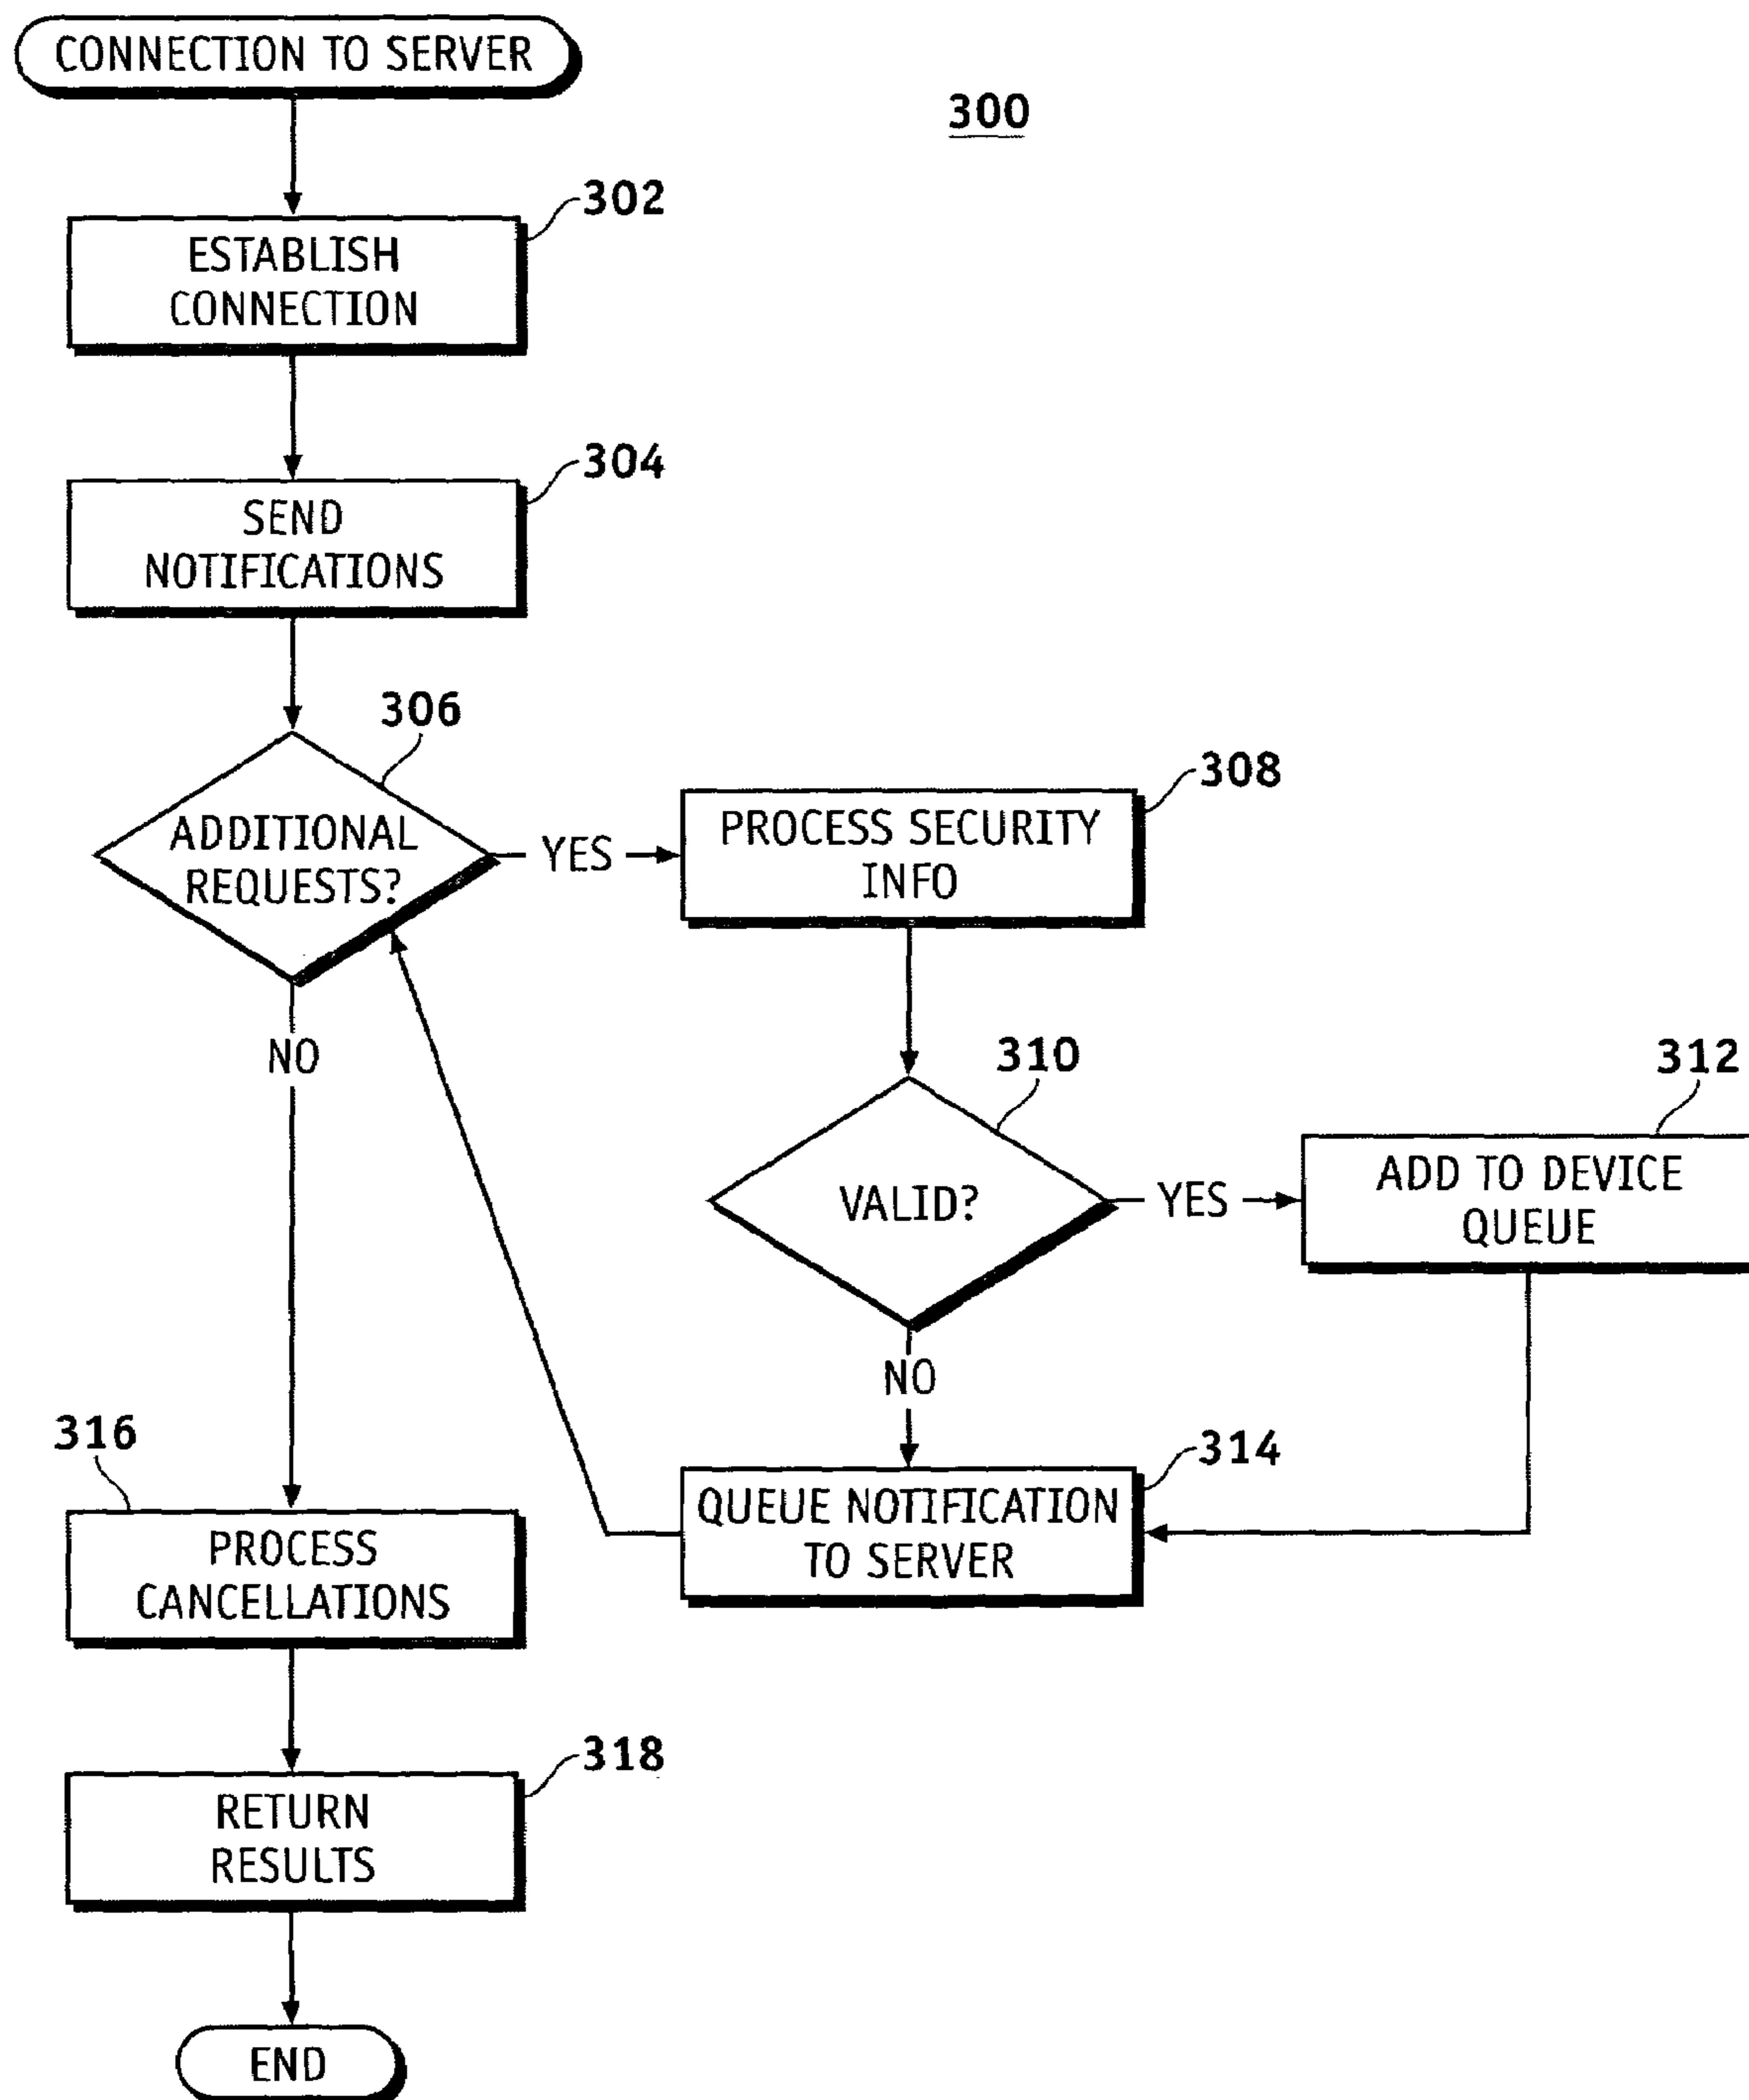 CONNECTION TO SERVER
300
302
ESTABLISH
CONNECTION
304
SEND
NOTIFICATIONS
306
ADDITIONAL
REQUESTS?
YES
308
PROCESS SECURITY
INFO
NO
310
VALID?
YES
312
ADD TO DEVICE
QUEUE
NO
314
QUEUE NOTIFICATION
TO SERVER
316
PROCESS
CANCELLATIONS
318
RETURN
RESULTS
END